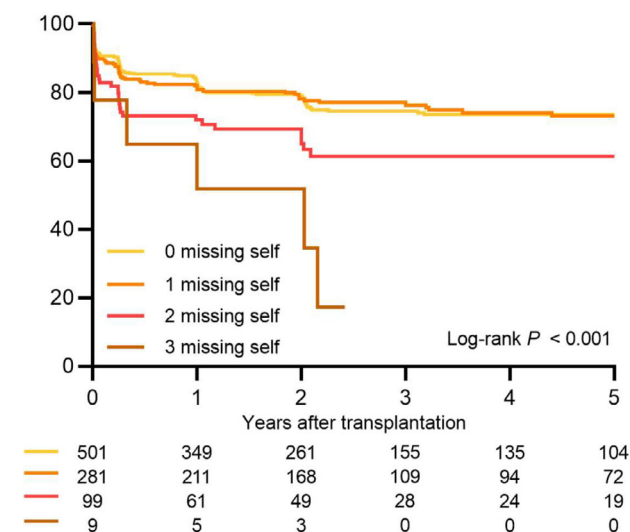 100
80
60
40
20
0
0 missing self
1 missing self
2 missing self
3 missing self
Log-rank P < 0.001
0 1 2 3 4 5
Years after transplantation
501 349 261 155 135 104
281 211 168 109 94 72
99 61 49 28 24 19
9 5 3 0 0 0